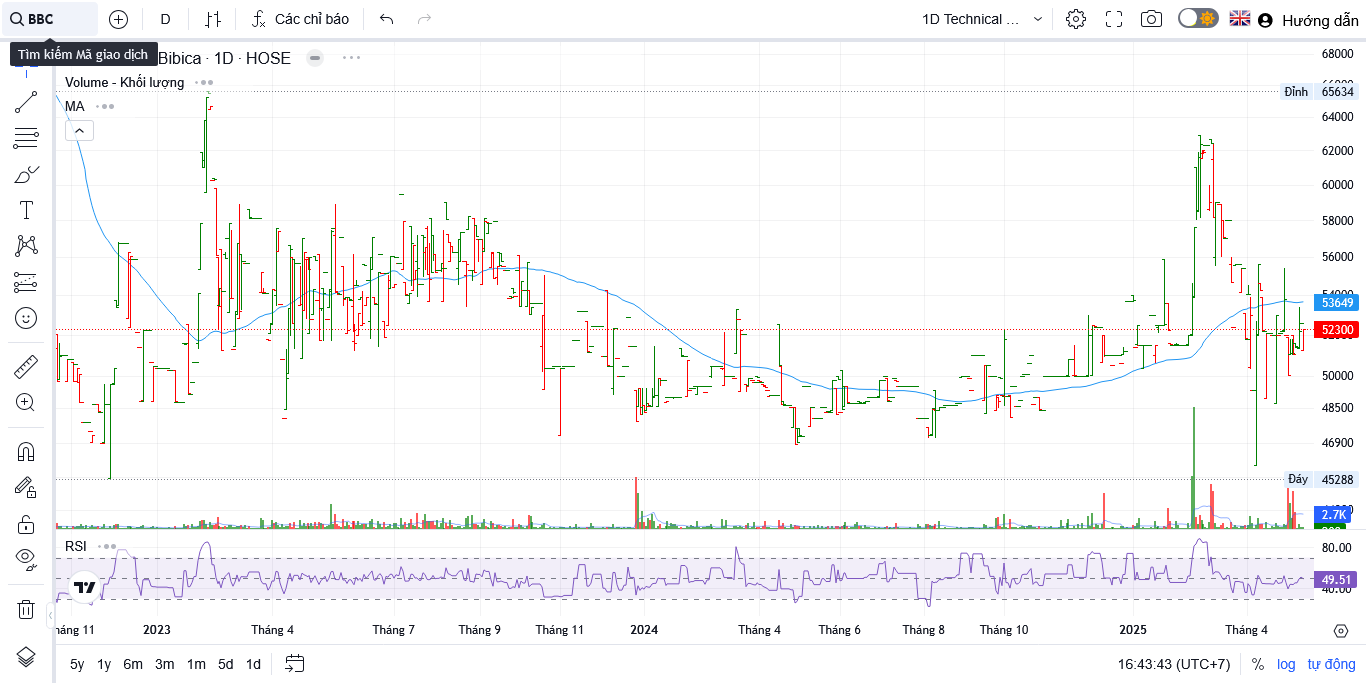 BBC D Các chỉ báo 1D Technical ... Hướng dẫn
Tìm kiếm Mã giao dịch
Bibica · 1D · HOSE
Volume - Khối lượng
MA
68000
Đỉnh 65634
64000
62000
60000
58000
56000
53649
52300
50000
48500
46900
Đáy 45288
2.7K
RSI
80.00
49.51
40.00
2023 Tháng 4 Tháng 7 Tháng 9 Tháng 11 2024 Tháng 4 Tháng 6 Tháng 8 Tháng 10 2025 Tháng 4
5y 1y 6m 3m 1m 5d 1d 16:43:43 (UTC+7) % log tự động